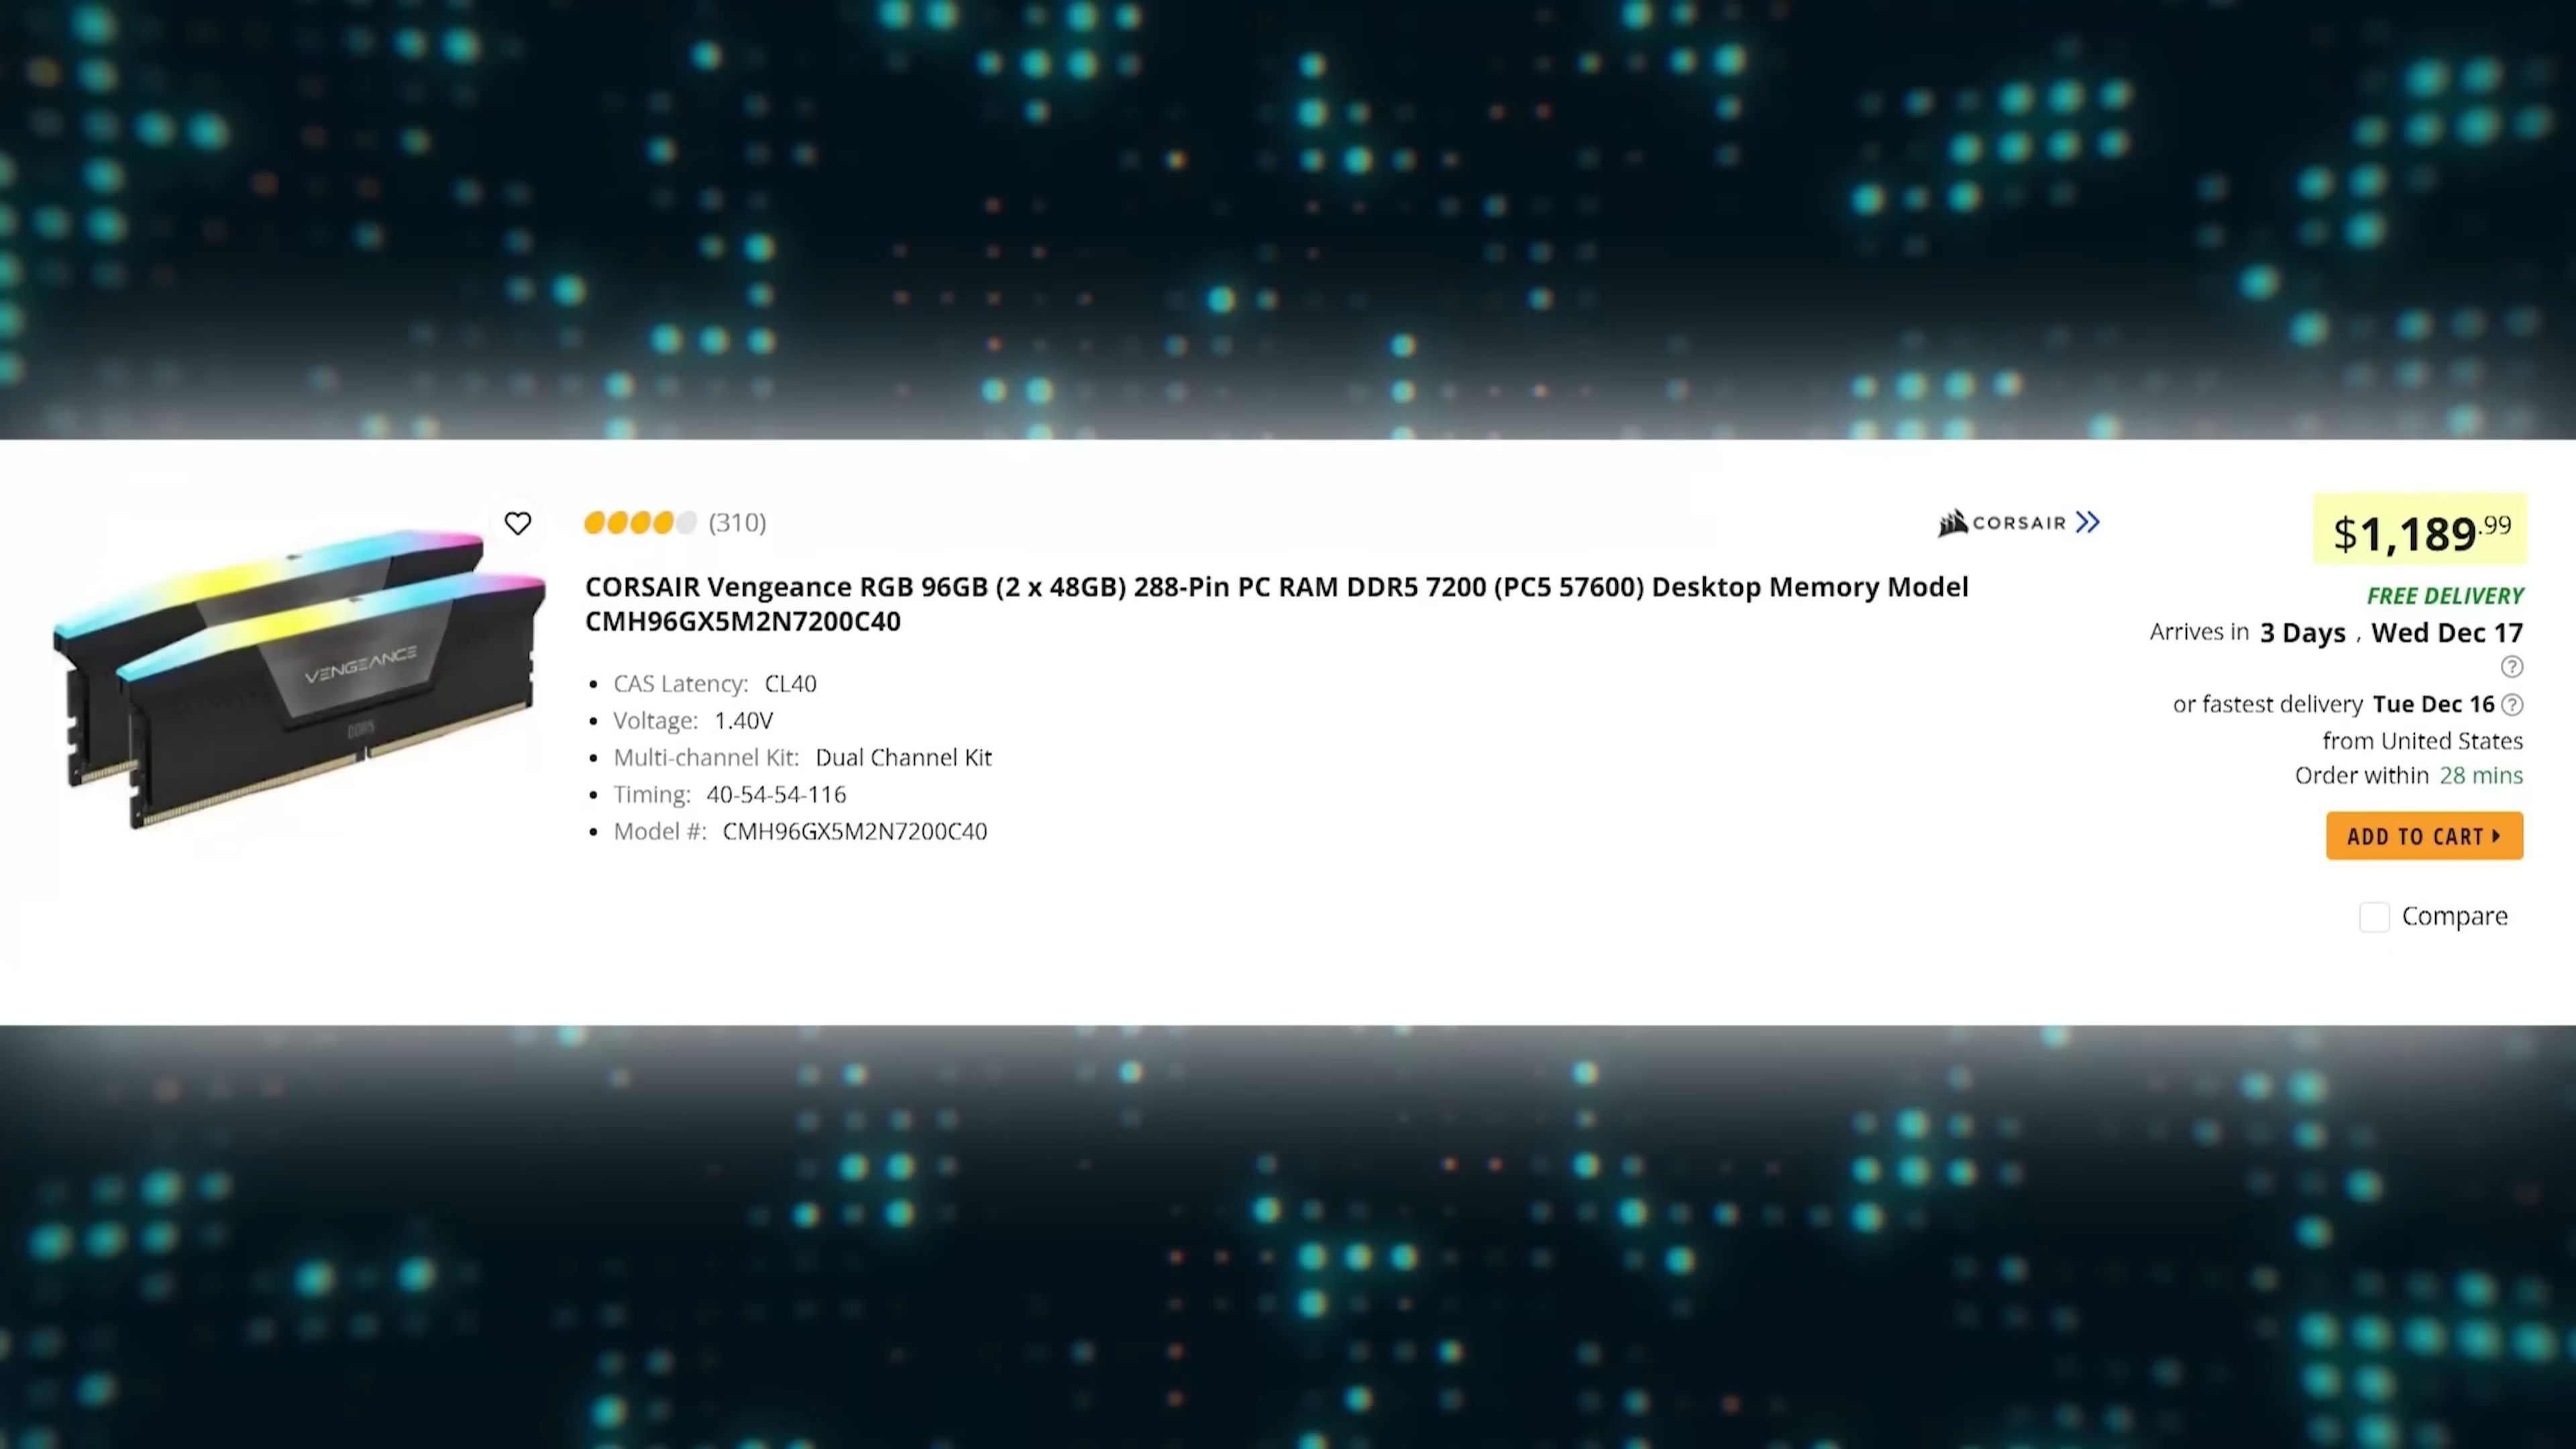 (310)
CORSAIR
$1,189.99
CORSAIR Vengeance RGB 96GB (2 x 48GB) 288-Pin PC RAM DDR5 7200 (PC5 57600) Desktop Memory Model
CMH96GX5M2N7200C40
CAS Latency: CL40
Voltage: 1.40V
Multi-channel Kit: Dual Channel Kit
Timing: 40-54-54-116
Model #: CMH96GX5M2N7200C40
VENGEANCE
DDR5
FREE DELIVERY
Arrives in 3 Days , Wed Dec 17
?
or fastest delivery Tue Dec 16 ?
from United States
Order within 28 mins
ADD TO CART
Compare